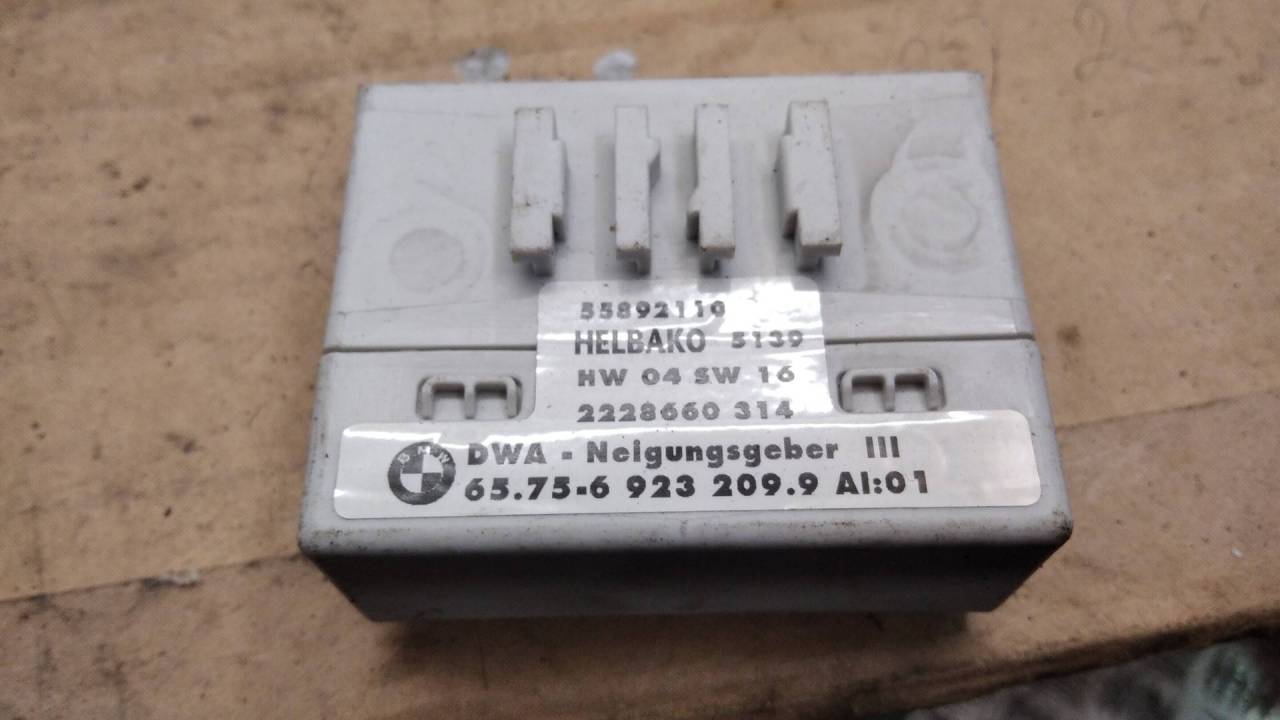 55892110
HELBAKO 5139
HW 04 SW 16
2228660 314
BMW
DWA - Neigungsgeber III
65.75-6 923 209.9 AI:01